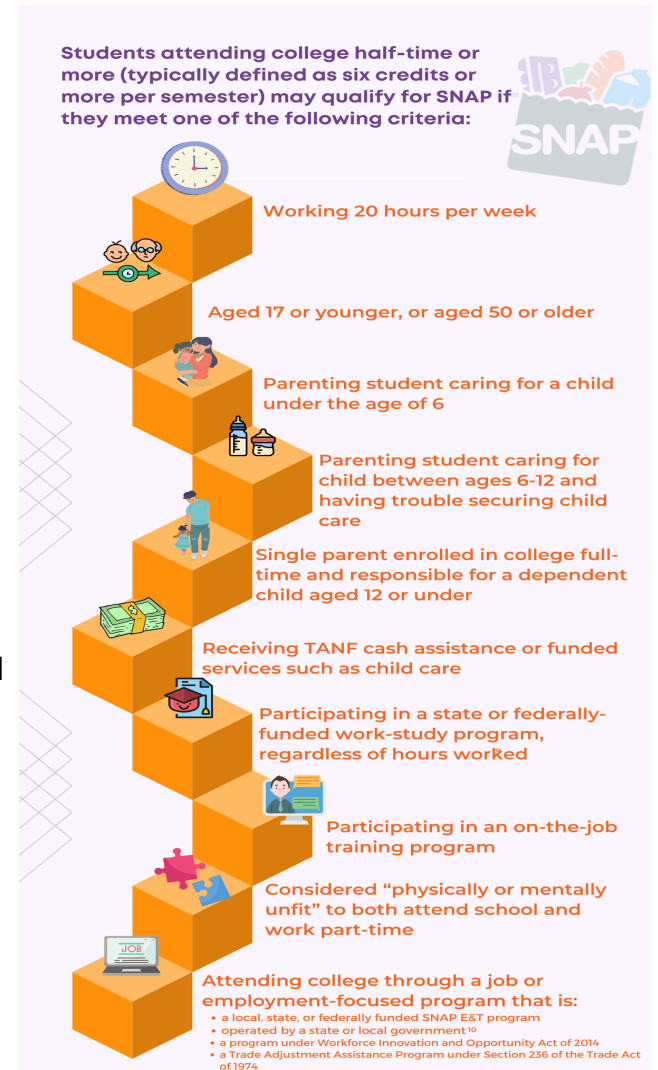 Students attending college half-time or
more (typically defined as six credits or
more per semester) may qualify for SNAP if
they meet one of the following criteria:
SNAP
Working 20 hours per week
Aged 17 or younger, or aged 50 or older
Parenting student caring for a child
under the age of 6
Parenting student caring for
child between ages 6-12 and
having trouble securing child
care
Single parent enrolled in college full-
time and responsible for a dependent
child aged 12 or under
Receiving TANF cash assistance or funded
services such as child care
Participating in a state or federally-
funded work-study program,
regardless of hours worked
Participating in an on-the-job
training program
Considered “physically or mentally
unfit” to both attend school and
work part-time
JOB
Attending college through a job or
employment-focused program that is:
• a local, state, or federally funded SNAP E&T program
• operated by a state or local government¹⁰
• a program under Workforce Innovation and Opportunity Act of 2014
• a Trade Adjustment Assistance Program under Section 236 of the Trade Act
of 1974